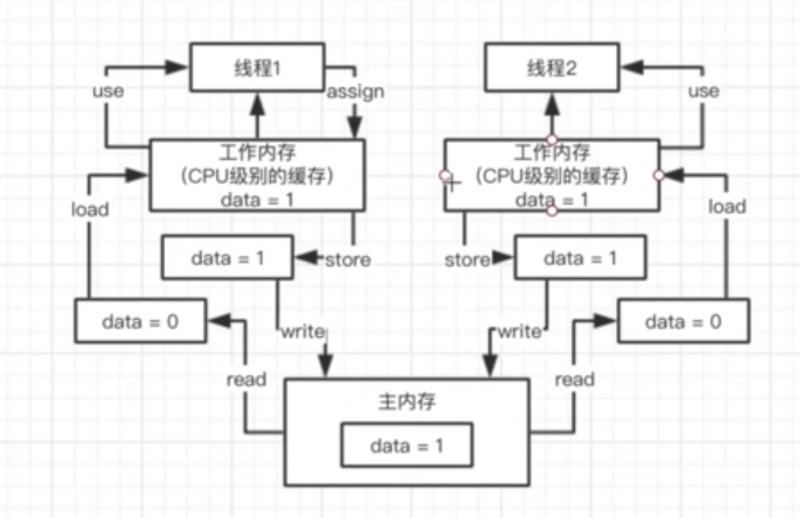 线程1
线程2
use
assign
use
工作内存
（CPU级别的缓存）
data = 1
工作内存
（CPU级别的缓存）
data = 1
load
load
data = 1
store
store
data = 1
data = 0
data = 0
write
write
read
read
主内存
data = 1